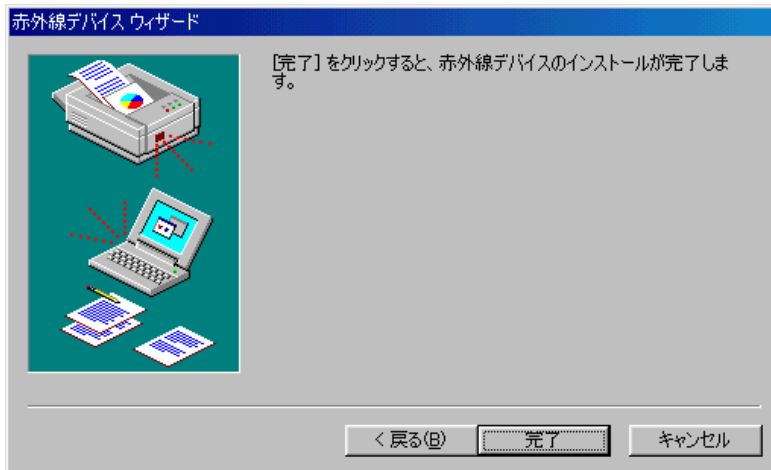 赤外線デバイス ウィザード
[完了] をクリックすると、赤外線デバイスのインストールが完了しま
す。
< 戻る(B)
完了
キャンセル